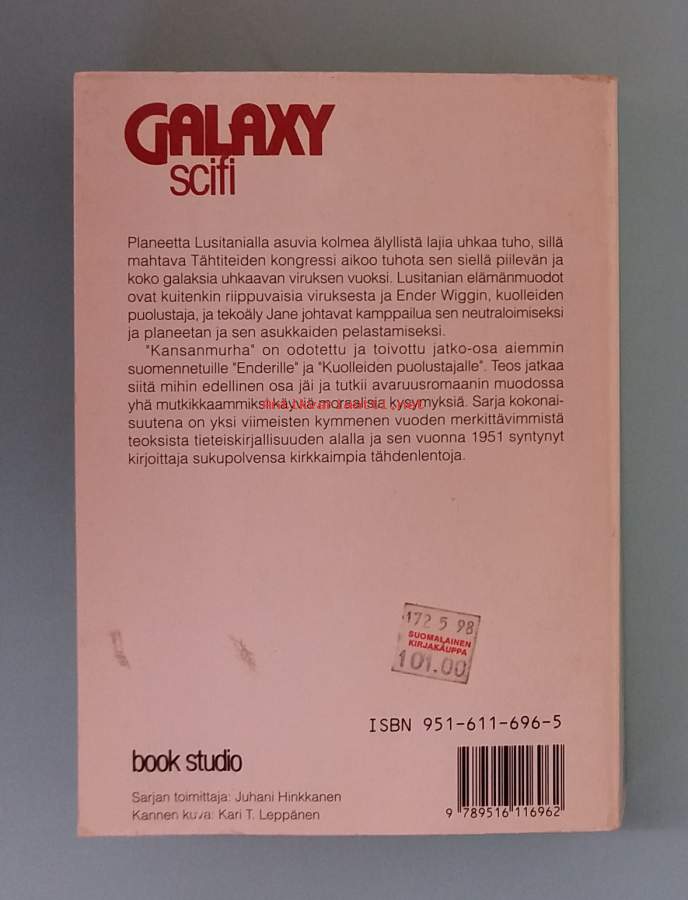 GALAXY
scifi
Planeetta Lusitanialla asuvia kolmea älyllistä lajia uhkaa tuho, sillä
mahtava Tähtiteiden kongressi aikoo tuhota sen siellä piilevän ja
koko galaksia uhkaavan viruksen vuoksi. Lusitanian elämänmuodot
ovat kuitenkin riippuvaisia viruksesta ja Ender Wiggin, kuolleiden
puolustaja, ja tekoäly Jane johtavat kamppailua sen neutraloimiseksi
ja planeetan ja sen asukkaiden pelastamiseksi.
"Kansanmurha" on odotettu ja toivottu jatko-osa aiemmin
suomennetuille "Enderille" ja "Kuolleiden puolustajalle". Teos jatkaa
siitä mihin edellinen osa jäi ja tutkii avaruusromaanin muodossa
yhä mutkikkaammiksi käyviä moraalisia kysymyksiä. Sarja kokonai-
suutena on yksi viimeisten kymmenen vuoden merkittävimmistä
teoksista tieteiskirjallisuuden alalla ja sen vuonna 1951 syntynyt
kirjoittaja sukupolvensa kirkkaimpia tähdenlentoja.
172 5 98
SUOMALAINEN
KIRJAKAUPPA
101.00
ISBN 951-611-696-5
book studio
Sarjan toimittaja: Juhani Hinkkanen
Kannen kuva: Kari T. Leppänen
9 789516 116962